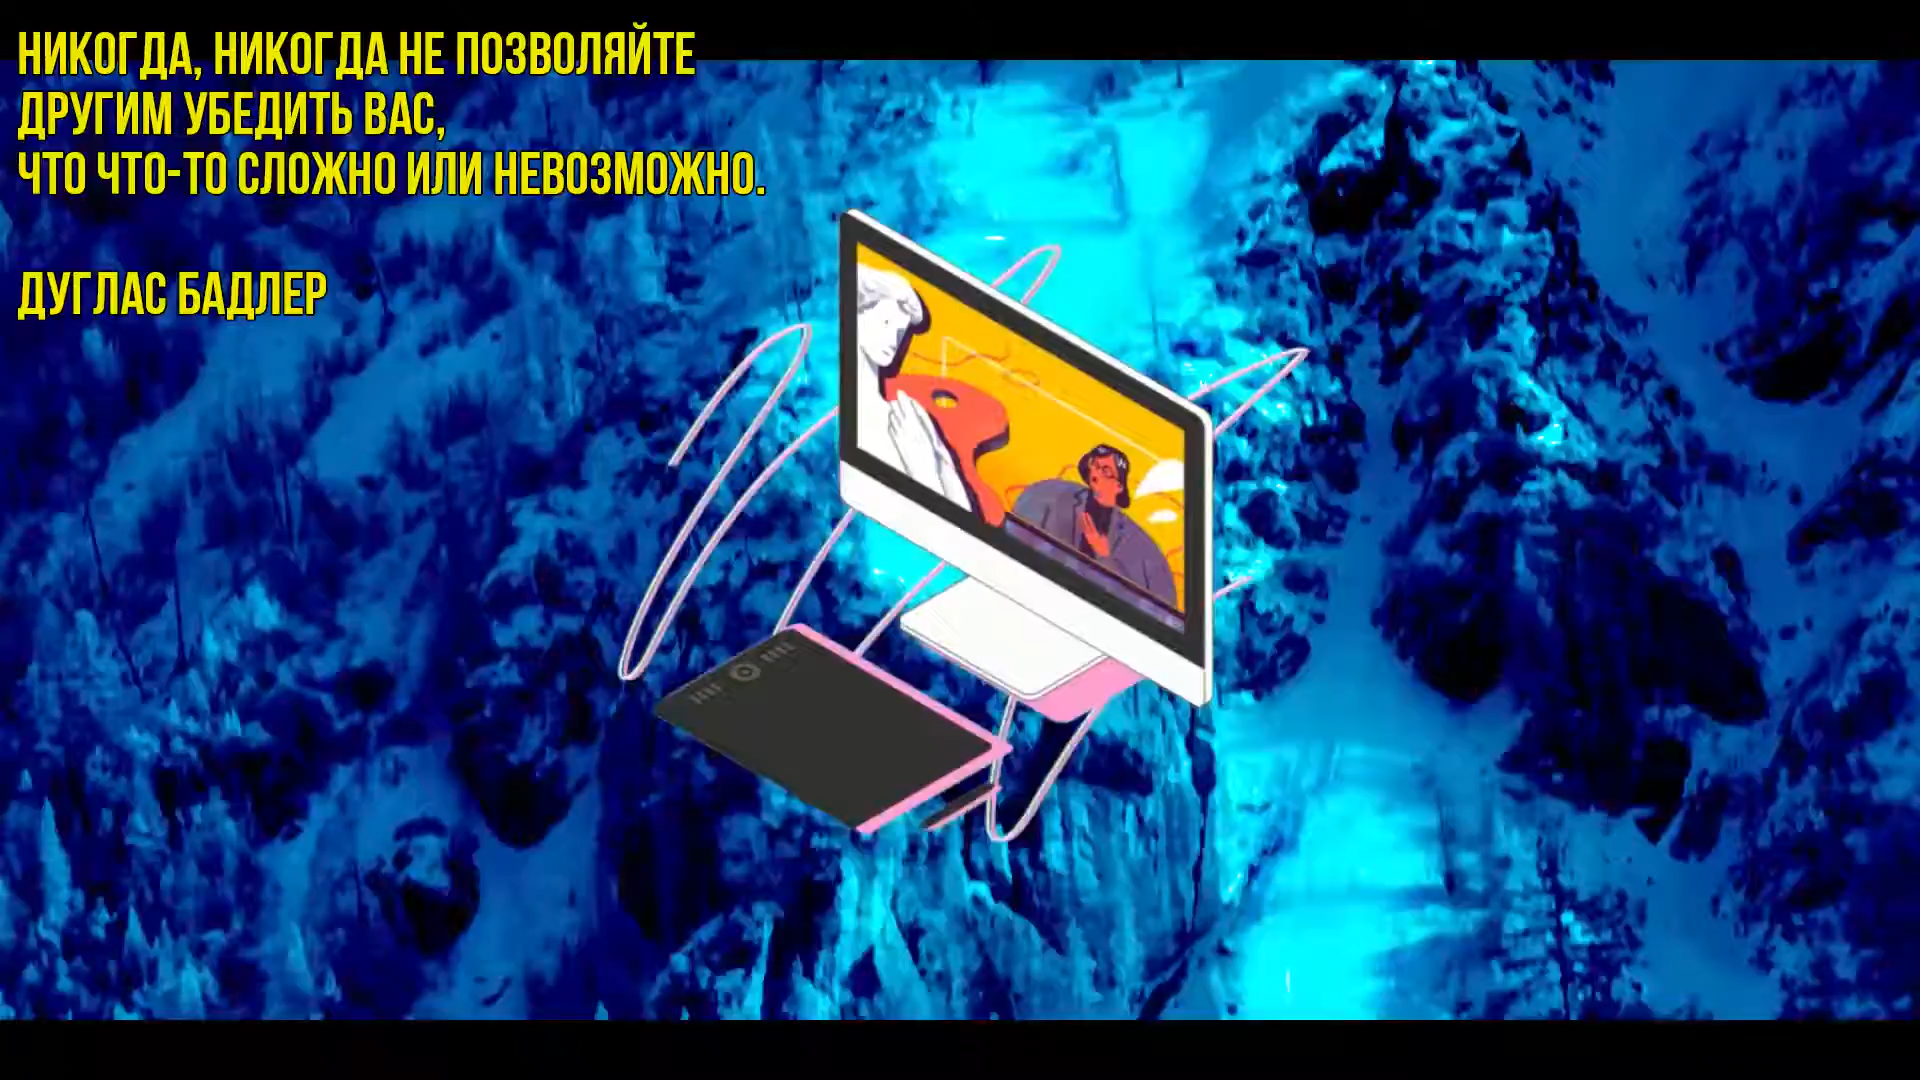 НИКОГДА, НИКОГДА НЕ ПОЗВОЛЯЙТЕ
ДРУГИМ УБЕДИТЬ ВАС,
ЧТО ЧТО-ТО СЛОЖНО ИЛИ НЕВОЗМОЖНО.
ДУГЛАС БАДЛЕР